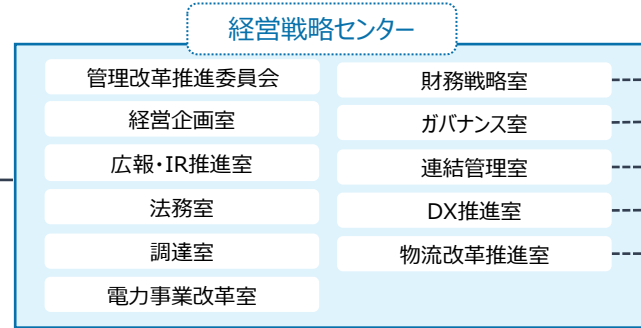 経営戦略センター
管理改革推進委員会
経営企画室
広報・IR推進室
法務室
調達室
電力事業改革室
財務戦略室
ガバナンス室
連結管理室
DX推進室
物流改革推進室